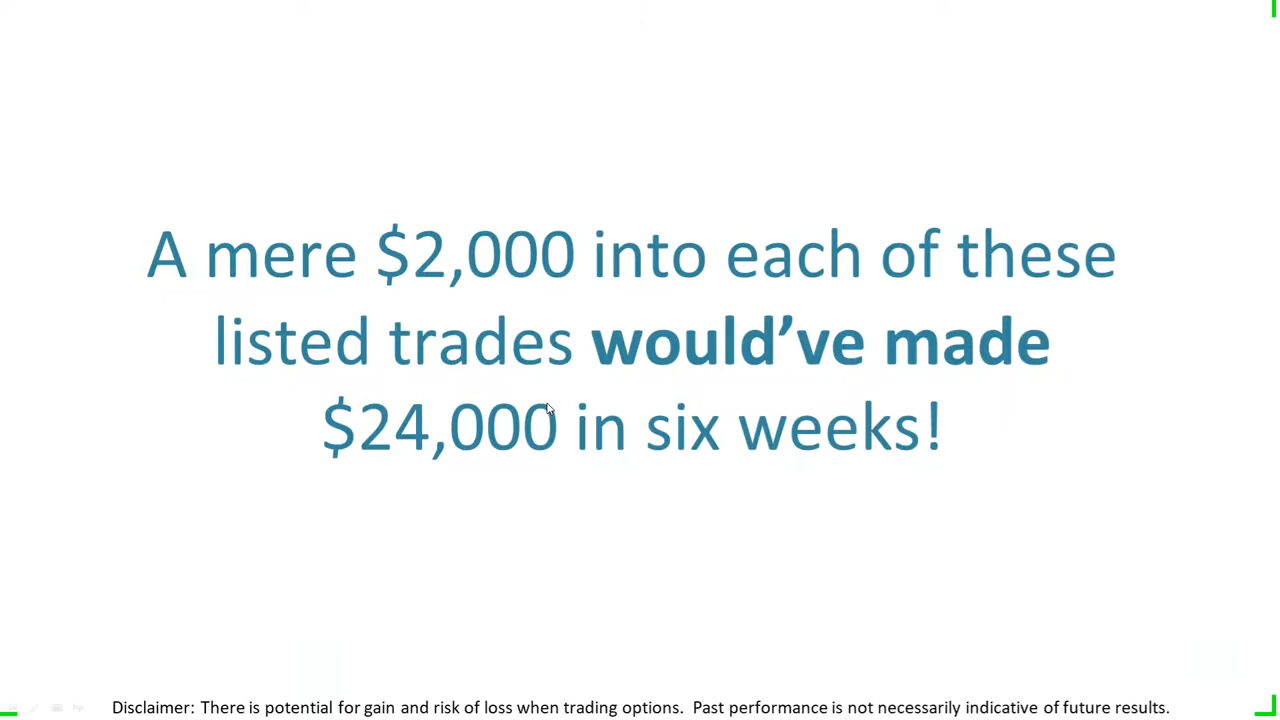 A mere $2,000 into each of these
listed trades would’ve made
$24,000 in six weeks!
Disclaimer: There is potential for gain and risk of loss when trading options.  Past performance is not necessarily indicative of future results.